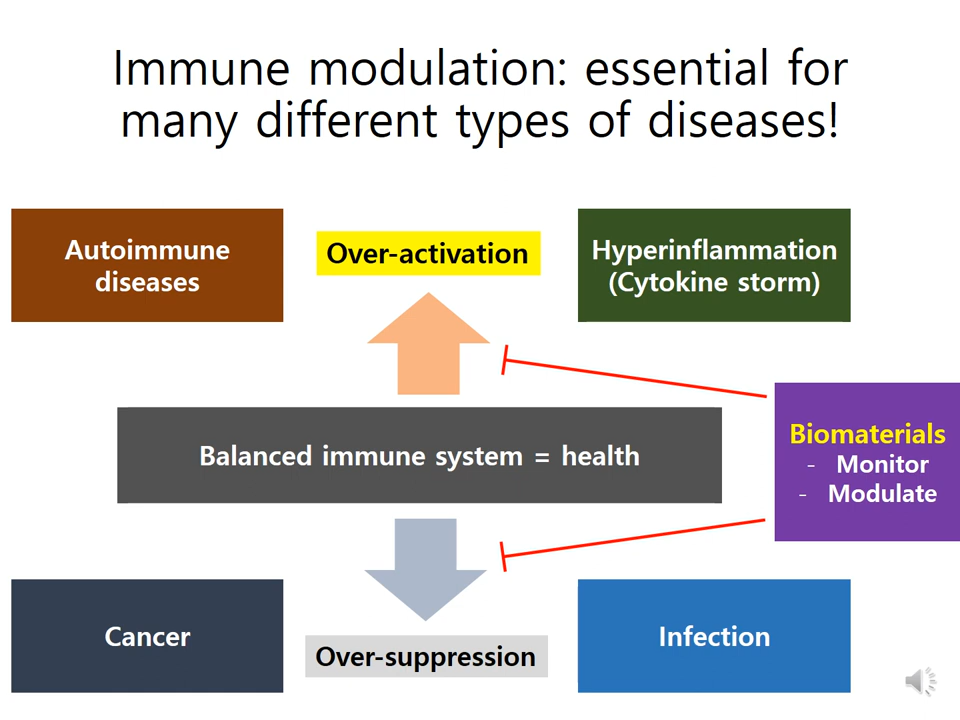 Immune modulation: essential for
many different types of diseases!
Autoimmune
diseases
Over-activation
Hyperinflammation
(Cytokine storm)
Balanced immune system = health
Biomaterials
- Monitor
- Modulate
Cancer
Over-suppression
Infection